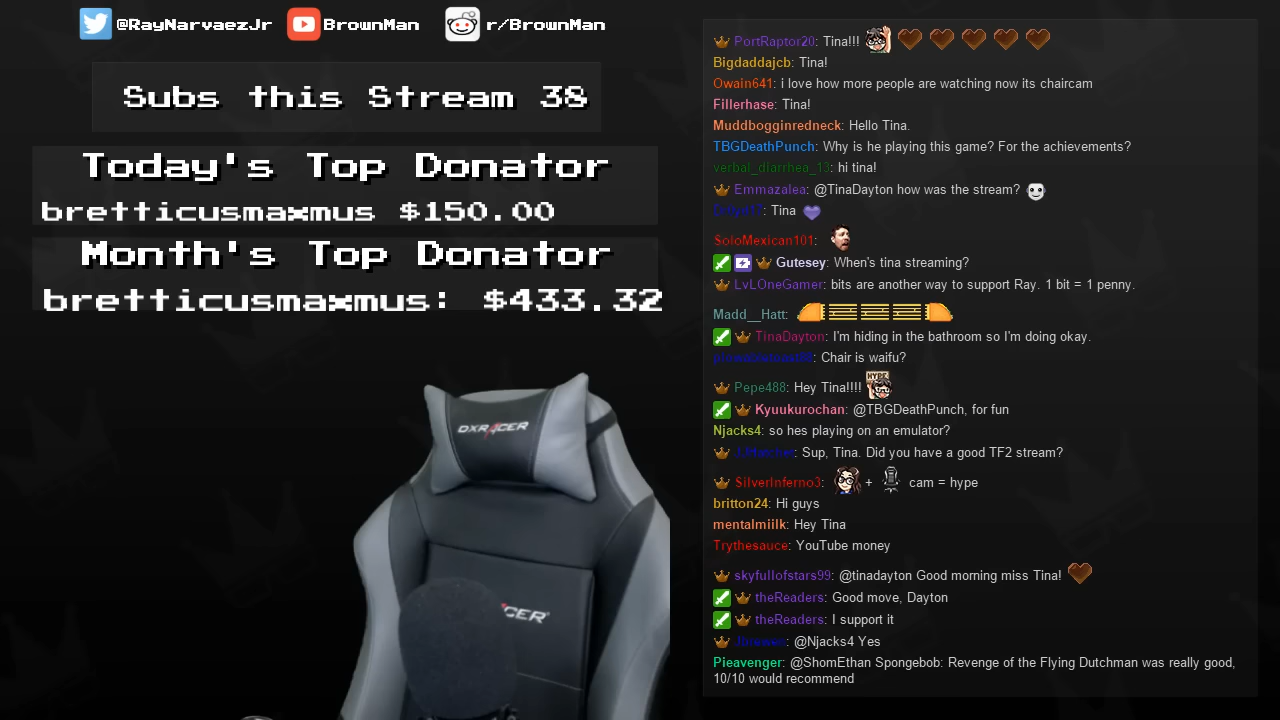 @RayNarvaezJr BrownMan r/BrownMan
Subs this Stream 38
Today's Top Donator
bretticusmaxmus $150.00
Month's Top Donator
bretticusmaxmus: $433.32
DXRACER
CER
PortRaptor20: Tina!!!
Bigdaddajcb: Tina!
Owain641: i love how more people are watching now its chaircam
Fillerhase: Tina!
Muddbogginredneck: Hello Tina.
TBGDeathPunch: Why is he playing this game? For the achievements?
verbal_diarrhea_13: hi tina!
Emmazalea: @TinaDayton how was the stream?
: Tina
SoloMexican101:
Gutesey: When's tina streaming?
LvLOneGamer: bits are another way to support Ray. 1 bit = 1 penny.
Madd__Hatt:
TinaDayton: I'm hiding in the bathroom so I'm doing okay.
: Chair is waifu?
Pepe488: Hey Tina!!!!
HYPE
Kyuukurochan: @TBGDeathPunch, for fun
Njacks4: so hes playing on an emulator?
: Sup, Tina. Did you have a good TF2 stream?
SilverInferno3: + cam = hype
britton24: Hi guys
mentalmiilk: Hey Tina
Trythesauce: YouTube money
skyfullofstars99: @tinadayton Good morning miss Tina!
theReaders: Good move, Dayton
theReaders: I support it
: @Njacks4 Yes
Pieavenger: @ShomEthan Spongebob: Revenge of the Flying Dutchman was really good,
10/10 would recommend